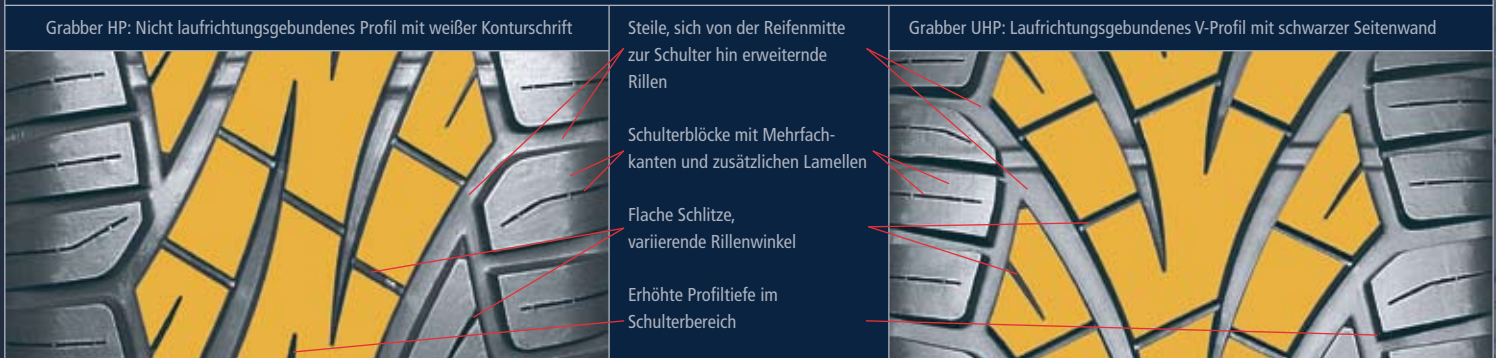 Grabber HP: Nicht laufrichtungsgebundenes Profil mit weißer Konturschrift
Steile, sich von der Reifenmitte
zur Schulter hin erweiternde
Rillen
Schulterblöcke mit Mehrfach-
kanten und zusätzlichen Lamellen
Flache Schlitze,
variierende Rillenwinkel
Erhöhte Profiltiefe im
Schulterbereich
Grabber UHP: Laufrichtungsgebundenes V-Profil mit schwarzer Seitenwand